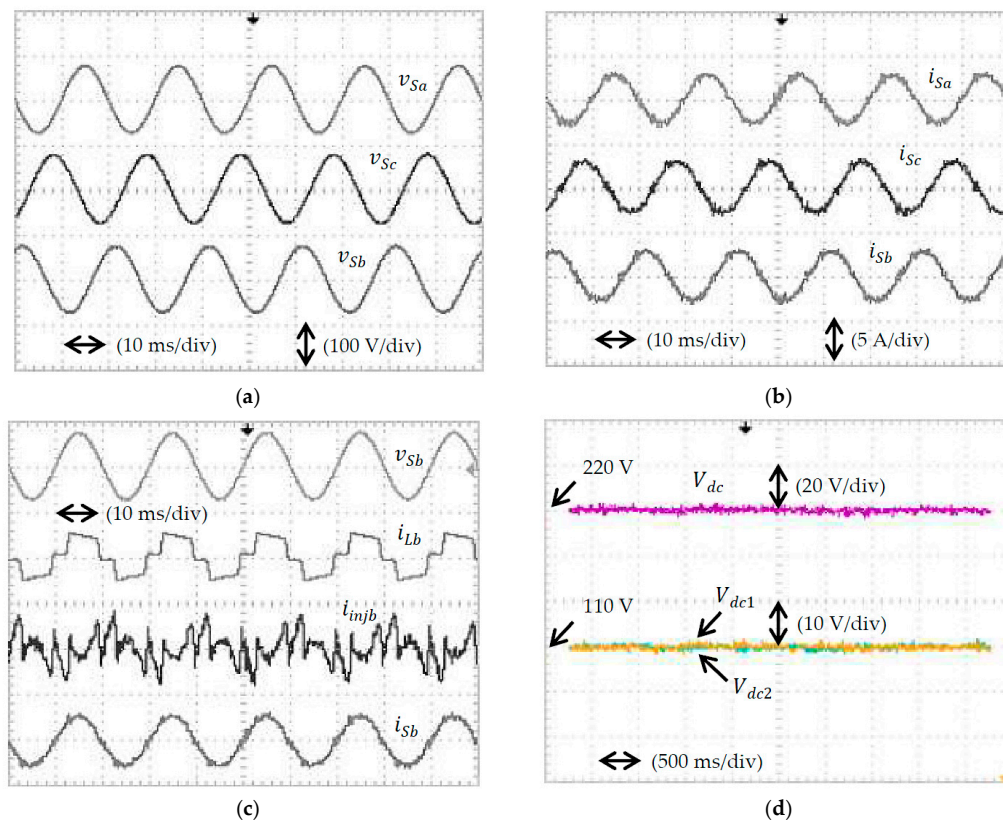 v_Sa
v_Sc
v_Sb
(10 ms/div)
(100 V/div)
(a)
i_Sa
i_Sc
i_Sb
(10 ms/div)
(5 A/div)
(b)
v_Sb
(10 ms/div)
i_Lb
i_injb
i_Sb
(c)
220 V
V_dc
(20 V/div)
110 V
V_dc1
(10 V/div)
V_dc2
(500 ms/div)
(d)